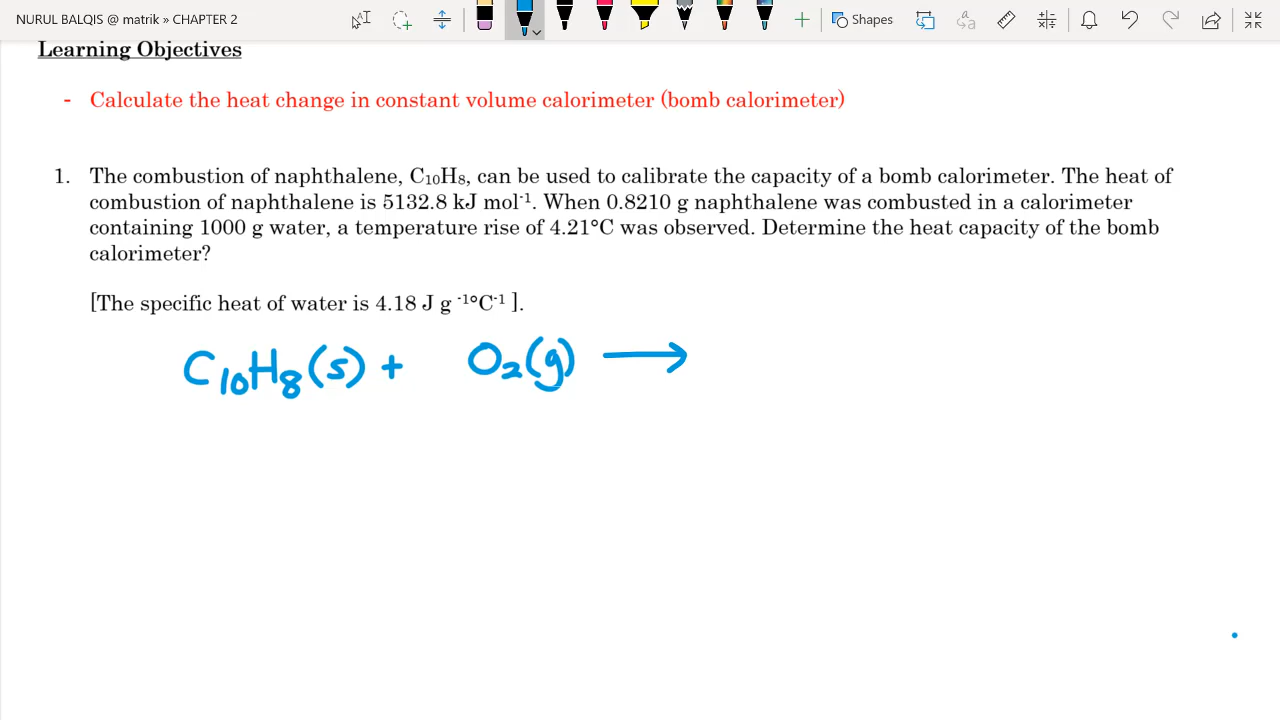 NURUL BALQIS @ matrik » CHAPTER 2
Shapes
Learning Objectives
- Calculate the heat change in constant volume calorimeter (bomb calorimeter)
1. The combustion of naphthalene, C₁₀H₈, can be used to calibrate the capacity of a bomb calorimeter. The heat of
combustion of naphthalene is 5132.8 kJ mol⁻¹. When 0.8210 g naphthalene was combusted in a calorimeter
containing 1000 g water, a temperature rise of 4.21°C was observed. Determine the heat capacity of the bomb
calorimeter?
[The specific heat of water is 4.18 J g ⁻¹°C⁻¹ ].
C₁₀H₈(s) + O₂(g) ⟶